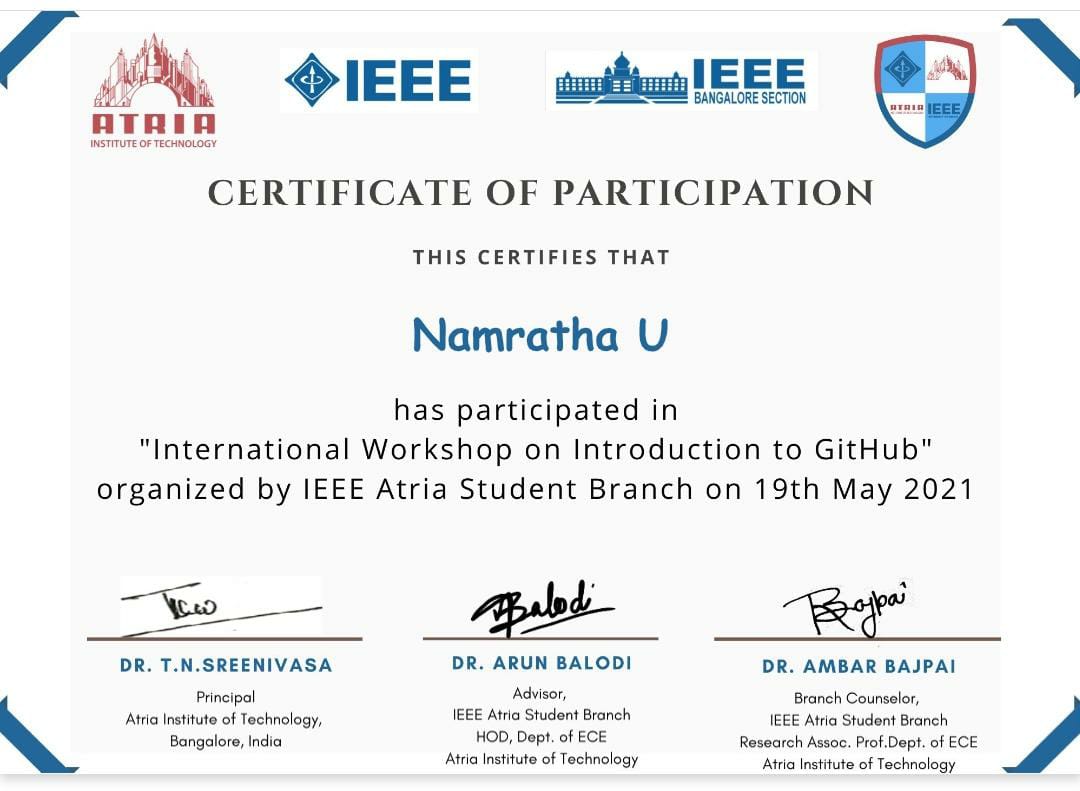 ATRIA
INSTITUTE OF TECHNOLOGY
IEEE
IEEE
BANGALORE SECTION
ATRIA
IEEE
CERTIFICATE OF PARTICIPATION
THIS CERTIFIES THAT
Namratha U
has participated in
"International Workshop on Introduction to GitHub"
organized by IEEE Atria Student Branch on 19th May 2021
Balodi
Bajpai
DR. T.N.SREENIVASA
Principal
Atria Institute of Technology,
Bangalore, India
DR. ARUN BALODI
Advisor,
IEEE Atria Student Branch
HOD, Dept. of ECE
Atria Institute of Technology
DR. AMBAR BAJPAI
Branch Counselor,
IEEE Atria Student Branch
Research Assoc. Prof.Dept. of ECE
Atria Institute of Technology